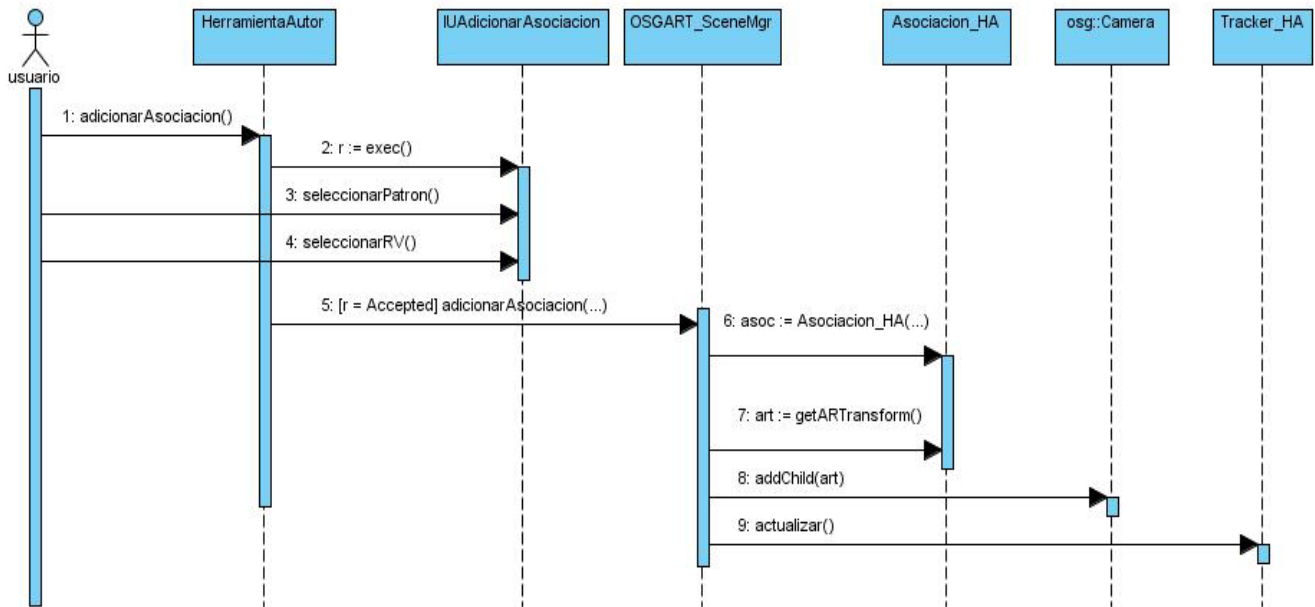 HerramientaAutor
IUAdicionarAsociacion
OSGART_SceneMgr
Asociacion_HA
osg::Camera
Tracker_HA
usuario
1: adicionarAsociacion()
2: r := exec()
3: seleccionarPatron()
4: seleccionarRV()
5: [r = Accepted] adicionarAsociacion(...)
6: asoc := Asociacion_HA(...)
7: art := getARTransform()
8: addChild(art)
9: actualizar()